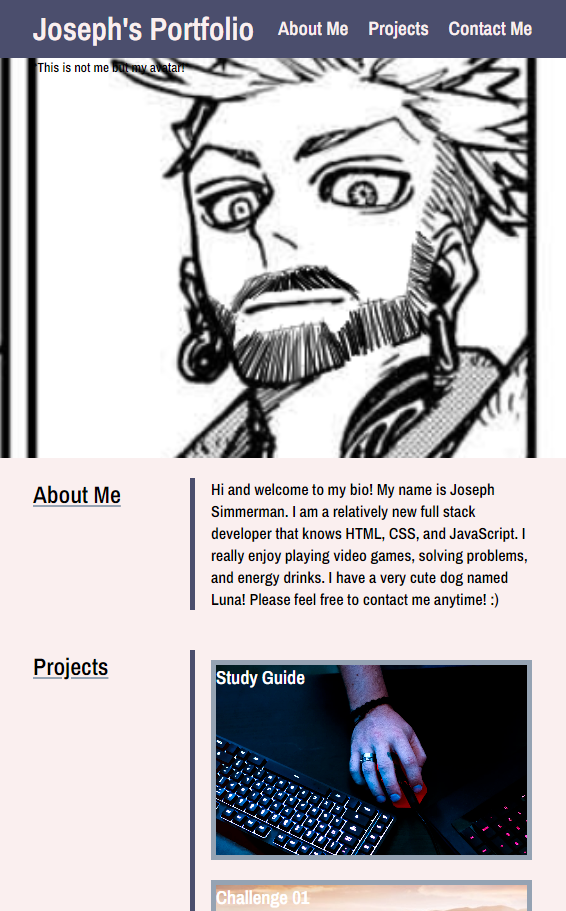 Joseph's Portfolio
About Me Projects Contact Me
*This is not me but my avatar!
About Me
Hi and welcome to my bio! My name is Joseph
Simmerman. I am a relatively new full stack
developer that knows HTML, CSS, and JavaScript. I
really enjoy playing video games, solving problems,
and energy drinks. I have a very cute dog named
Luna! Please feel free to contact me anytime! :)
Projects
Study Guide
Challenge 01